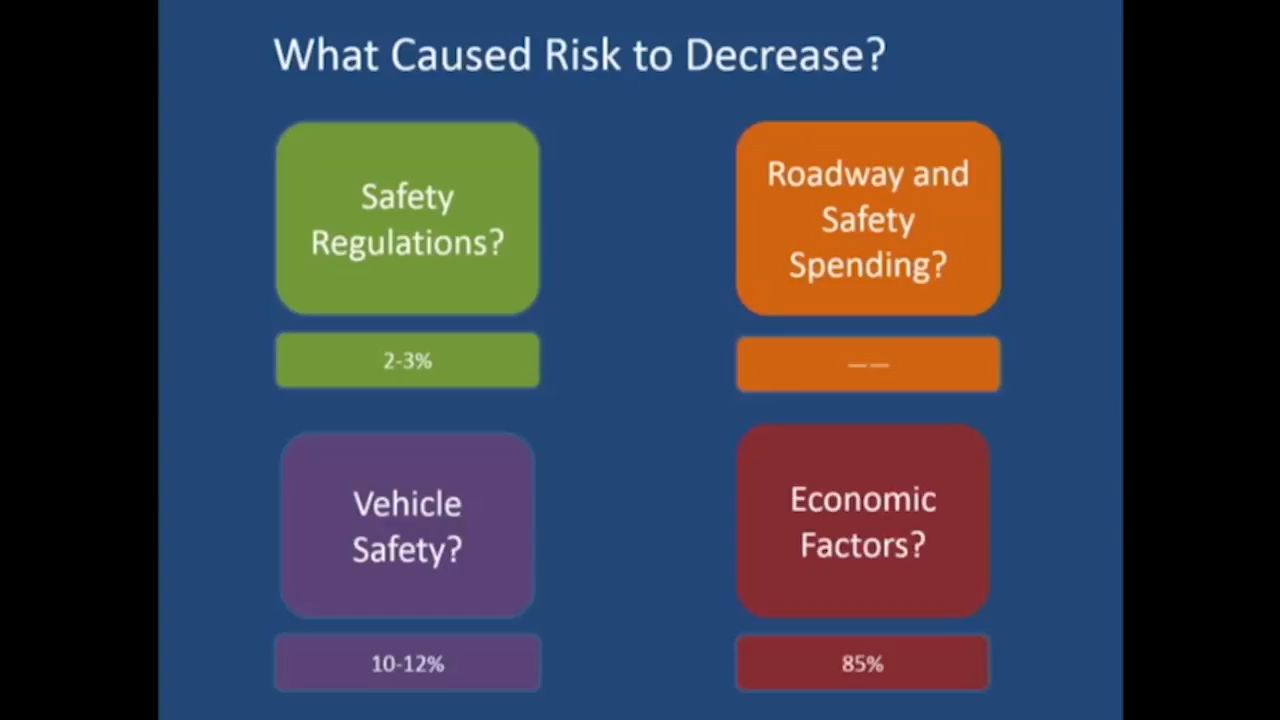 What Caused Risk to Decrease?
Safety
Regulations?
2-3%
Roadway and
Safety
Spending?
——
Vehicle
Safety?
10-12%
Economic
Factors?
85%